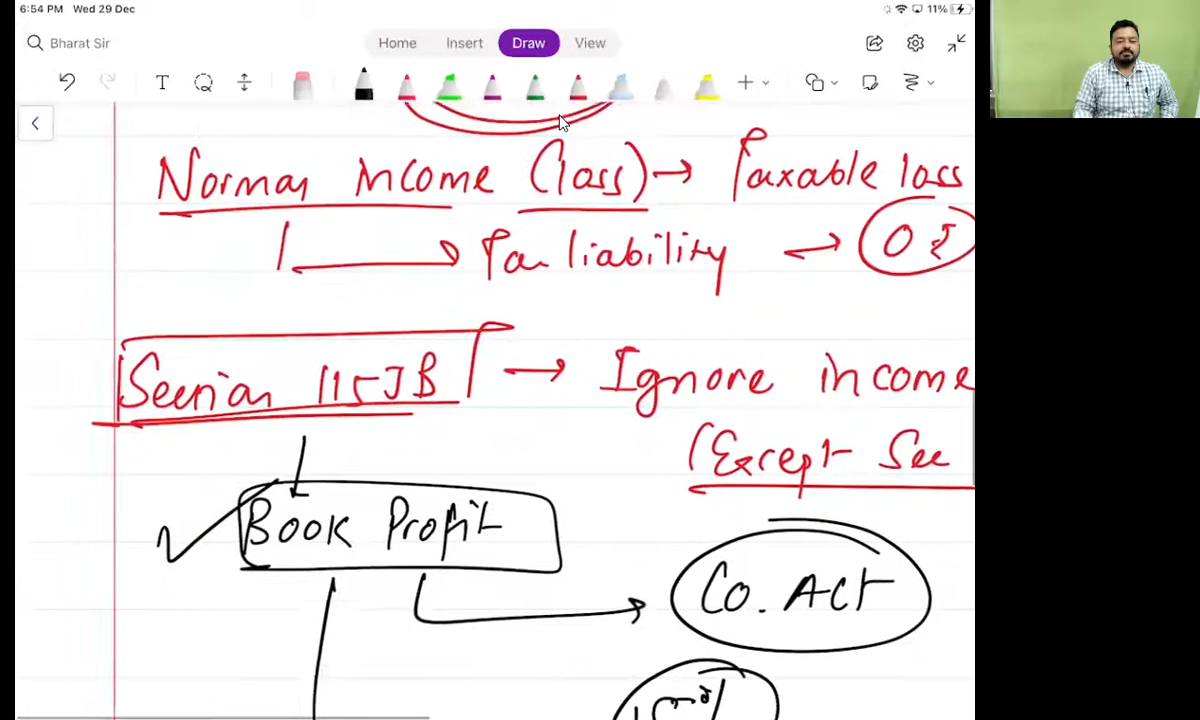 6:54 PM Wed 29 Dec
11%
Bharat Sir
Home Insert Draw View
T
Normal income (loss) → Taxable loss
Tax liability 0 ₹
Section 115JB → Ignore income
(Except Sec
Book Profit
Co. Act